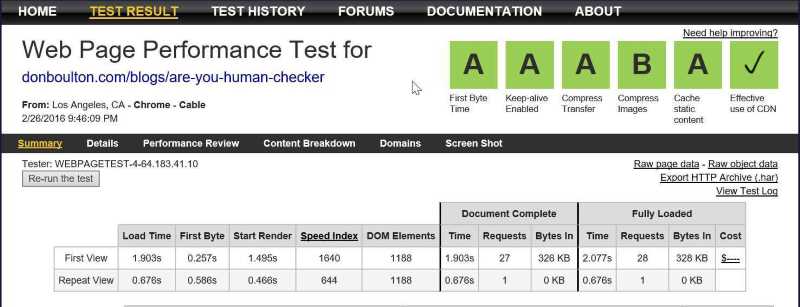 HOME TEST RESULT TEST HISTORY FORUMS DOCUMENTATION ABOUT
Need help improving?
Web Page Performance Test for
donboulton.com/blogs/are-you-human-checker
From: Los Angeles, CA - Chrome - Cable
2/26/2016 9:46:09 PM
A A A B A ✓
First Byte Time
Keep-alive Enabled
Compress Transfer
Compress Images
Cache static content
Effective use of CDN
Summary Details Performance Review Content Breakdown Domains Screen Shot
Tester: WEBPAGETEST-4-64.183.41.10
Re-run the test
Raw page data - Raw object data
Export HTTP Archive (.har)
View Test Log
Document Complete Fully Loaded
Load Time First Byte Start Render Speed Index DOM Elements Time Requests Bytes In Time Requests Bytes In Cost
First View 1.903s 0.257s 1.495s 1640 1188 1.903s 27 326 KB 2.077s 28 328 KB $----
Repeat View 0.676s 0.586s 0.466s 644 1188 0.676s 1 0 KB 0.676s 1 0 KB